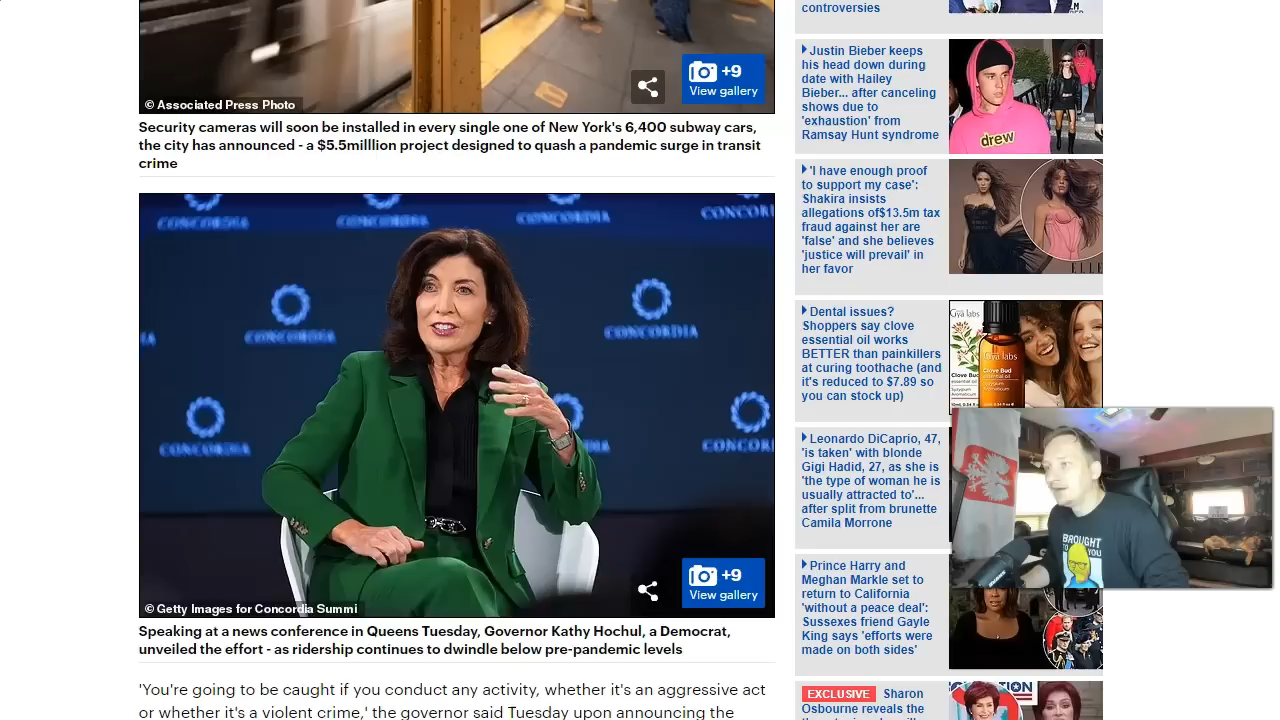 +9
View gallery
© Associated Press Photo
Security cameras will soon be installed in every single one of New York's 6,400 subway cars,
the city has announced - a $5.5milllion project designed to quash a pandemic surge in transit
crime
CONCORDIA
CONCORDIA
CONCORDIA
CONCORDIA
CONCORDIA
CONCORDIA
+9
View gallery
© Getty Images for Concordia Summi
Speaking at a news conference in Queens Tuesday, Governor Kathy Hochul, a Democrat,
unveiled the effort - as ridership continues to dwindle below pre-pandemic levels
'You're going to be caught if you conduct any activity, whether it's an aggressive act
or whether it's a violent crime,' the governor said Tuesday upon announcing the
controversies
Justin Bieber keeps
his head down during
date with Hailey
Bieber... after canceling
shows due to
'exhaustion' from
Ramsay Hunt syndrome
drew
'I have enough proof
to support my case':
Shakira insists
allegations of$13.5m tax
fraud against her are
'false' and she believes
'justice will prevail' in
her favor
ELLE
Dental issues?
Shoppers say clove
essential oil works
BETTER than painkillers
at curing toothache (and
it's reduced to $7.89 so
you can stock up)
Gya labs
Gya labs
Clove Bud
Leonardo DiCaprio, 47,
'is taken' with blonde
Gigi Hadid, 27, as she is
'the type of woman he is
usually attracted to'...
after split from brunette
Camila Morrone
BROUGHT
YOU
Prince Harry and
Meghan Markle set to
return to California
'without a peace deal':
Sussexes friend Gayle
King says 'efforts were
made on both sides'
EXCLUSIVE Sharon
Osbourne reveals the